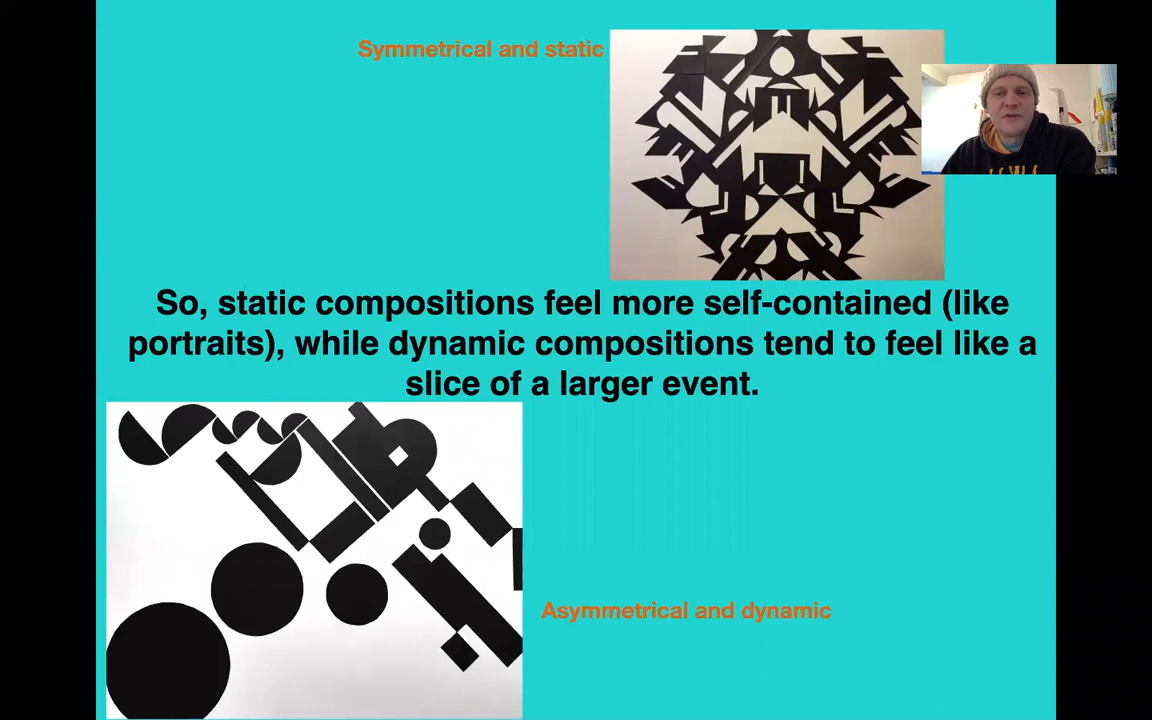 Symmetrical and static
So, static compositions feel more self-contained (like
portraits), while dynamic compositions tend to feel like a
slice of a larger event.
Asymmetrical and dynamic